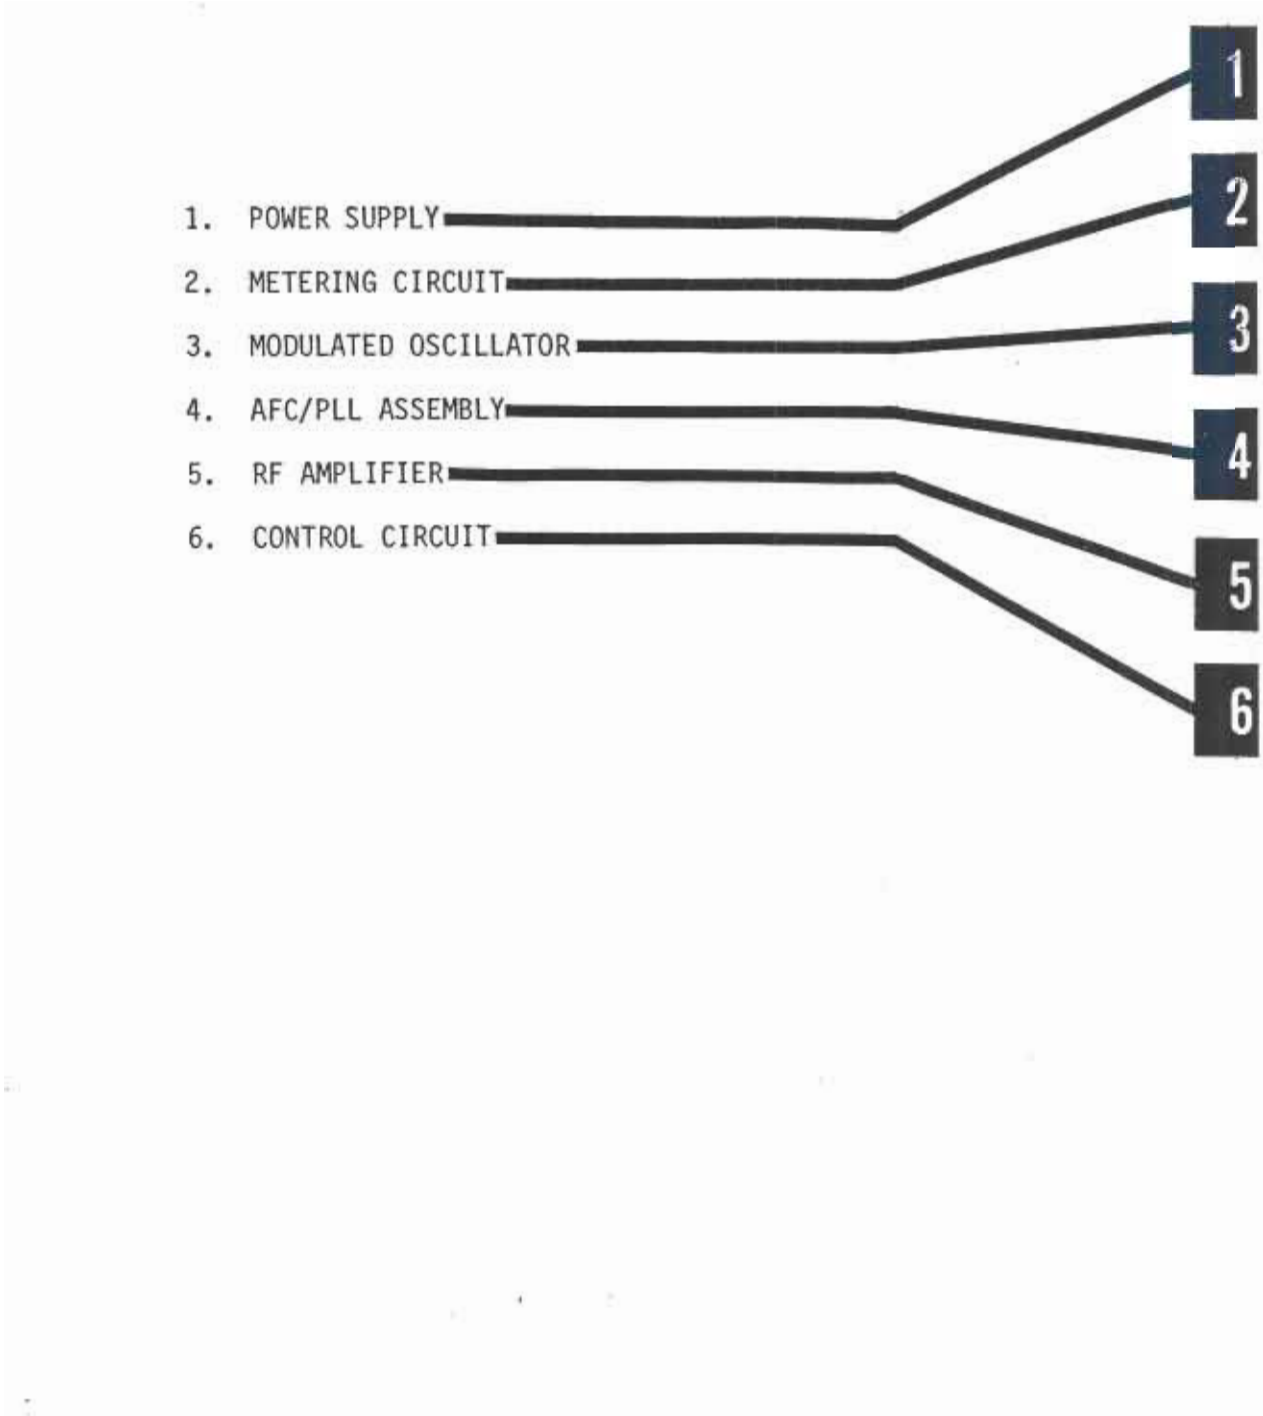 1
2
1. POWER SUPPLY
2. METERING CIRCUIT
3
3. MODULATED OSCILLATOR
4. AFC/PLL ASSEMBLY
4
5. RF AMPLIFIER
6. CONTROL CIRCUIT
5
6